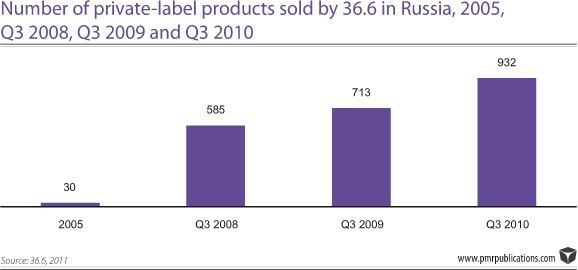 Number of private-label products sold by 36.6 in Russia, 2005,
Q3 2008, Q3 2009 and Q3 2010
932
713
585
30
2005 Q3 2008 Q3 2009 Q3 2010
Source: 36.6, 2011
www.pmrpublications.com